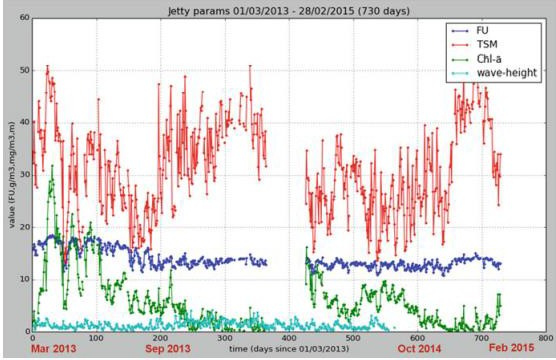 Jetty params 01/03/2013 - 28/02/2015 (730 days)
60
50
40
30
20
10
0
value (FU,g/m3,mg/m3,m)
FU
TSM
Chl-a
wave-height
0 100 200 300 400 500 600 700 800
Mar 2013 Sep 2013 time (days since 01/03/2013) Oct 2014 Feb 2015